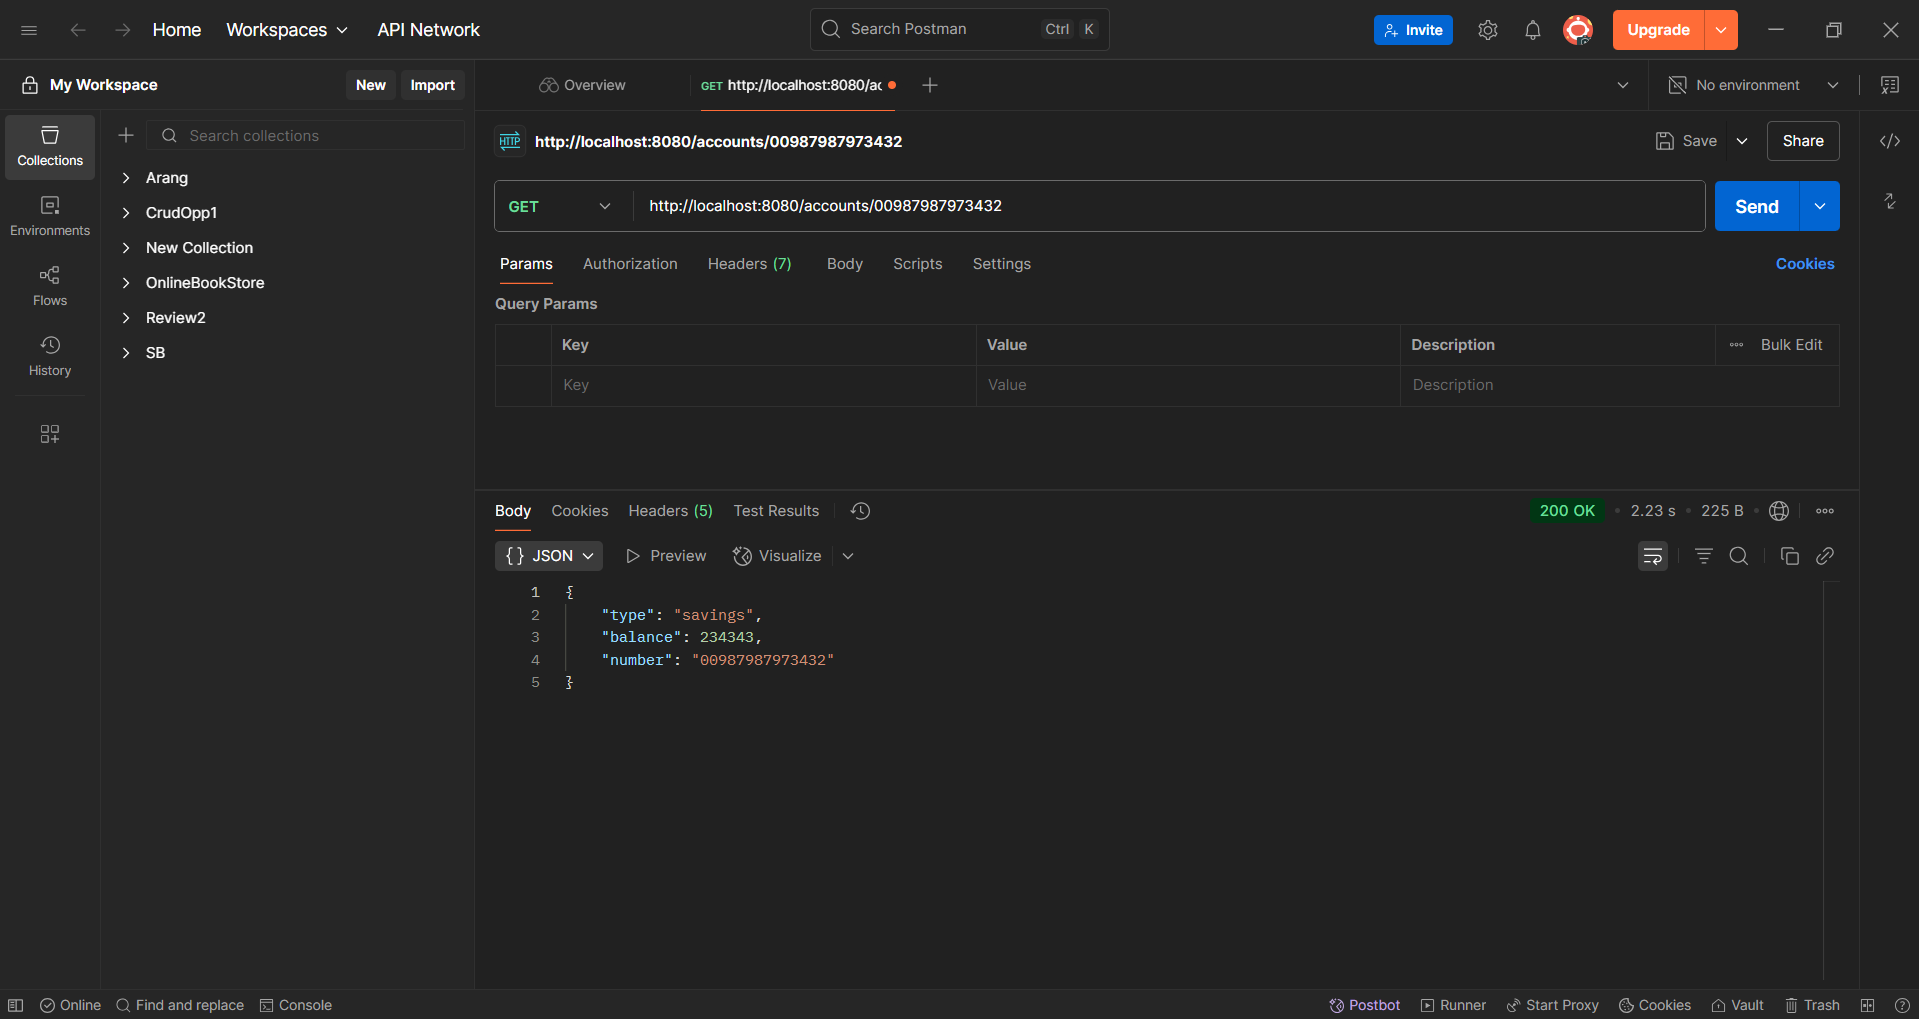 Home Workspaces API Network Search Postman Ctrl K Invite Upgrade
My Workspace New Import Overview GET http://localhost:8080/ac No environment
Collections
Environments
Flows
History
Search collections
Arang
CrudOpp1
New Collection
OnlineBookStore
Review2
SB
HTTP http://localhost:8080/accounts/00987987973432 Save Share
GET http://localhost:8080/accounts/00987987973432 Send
Params Authorization Headers (7) Body Scripts Settings Cookies
Query Params
Key Value Description Bulk Edit
Key Value Description
Body Cookies Headers (5) Test Results 200 OK • 2.23 s • 225 B •
{} JSON Preview Visualize
1 {
2 "type": "savings",
3 "balance": 234343,
4 "number": "00987987973432"
5 }
Online Find and replace Console Postbot Runner Start Proxy Cookies Vault Trash